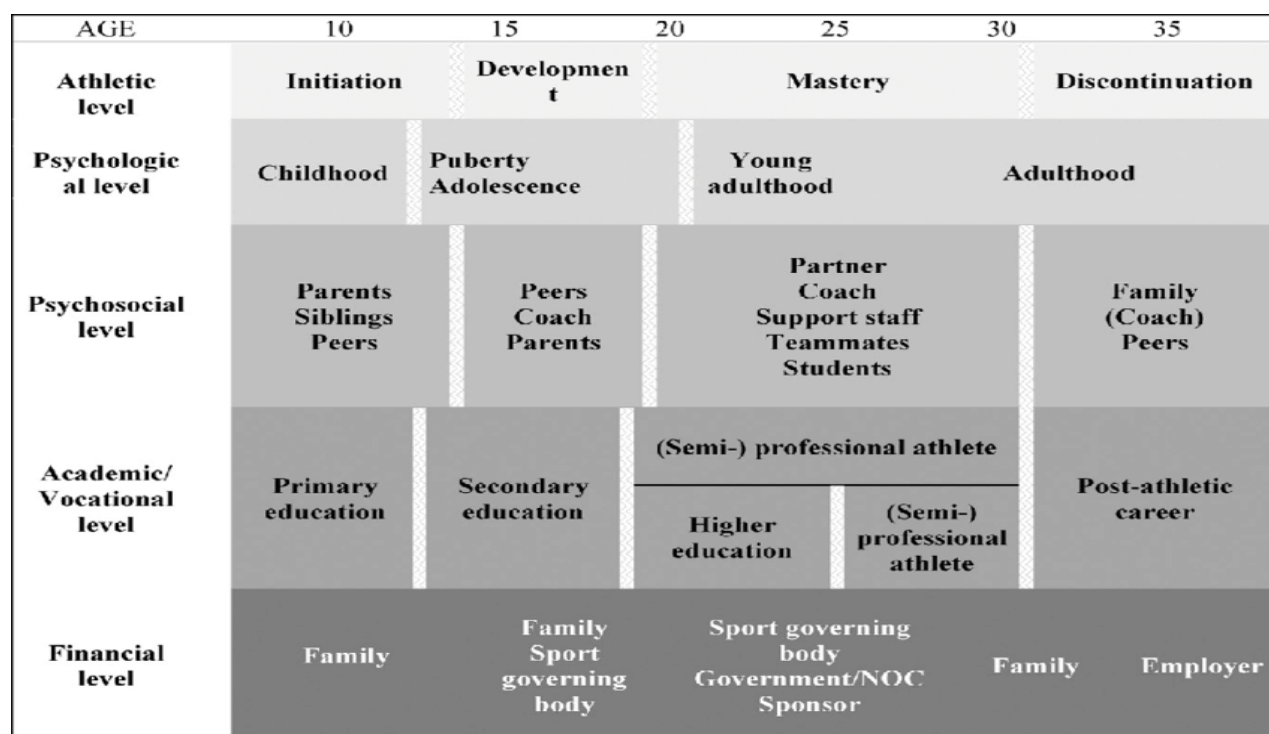 AGE 10 15 20 25 30 35
Athletic
level
Initiation
Developmen
t
Mastery
Discontinuation
Psychologic
al level
Childhood
Puberty
Adolescence
Young
adulthood
Adulthood
Psychosocial
level
Parents
Siblings
Peers
Peers
Coach
Parents
Partner
Coach
Support staff
Teammates
Students
Family
(Coach)
Peers
Academic/
Vocational
level
Primary
education
Secondary
education
(Semi-) professional athlete
Higher
education
(Semi-)
professional
athlete
Post-athletic
career
Financial
level
Family
Family
Sport
governing
body
Sport governing
body
Government/NOC
Sponsor
Family
Employer